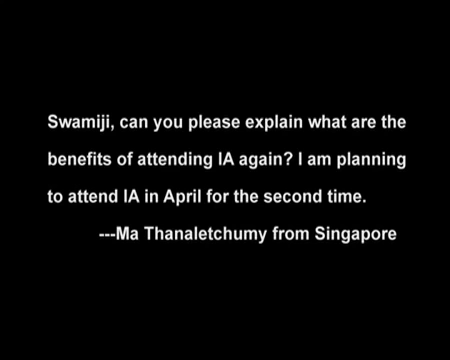 Swamiji, can you please explain what are the
benefits of attending IA again? I am planning
to attend IA in April for the second time.
---Ma Thanaletchumy from Singapore